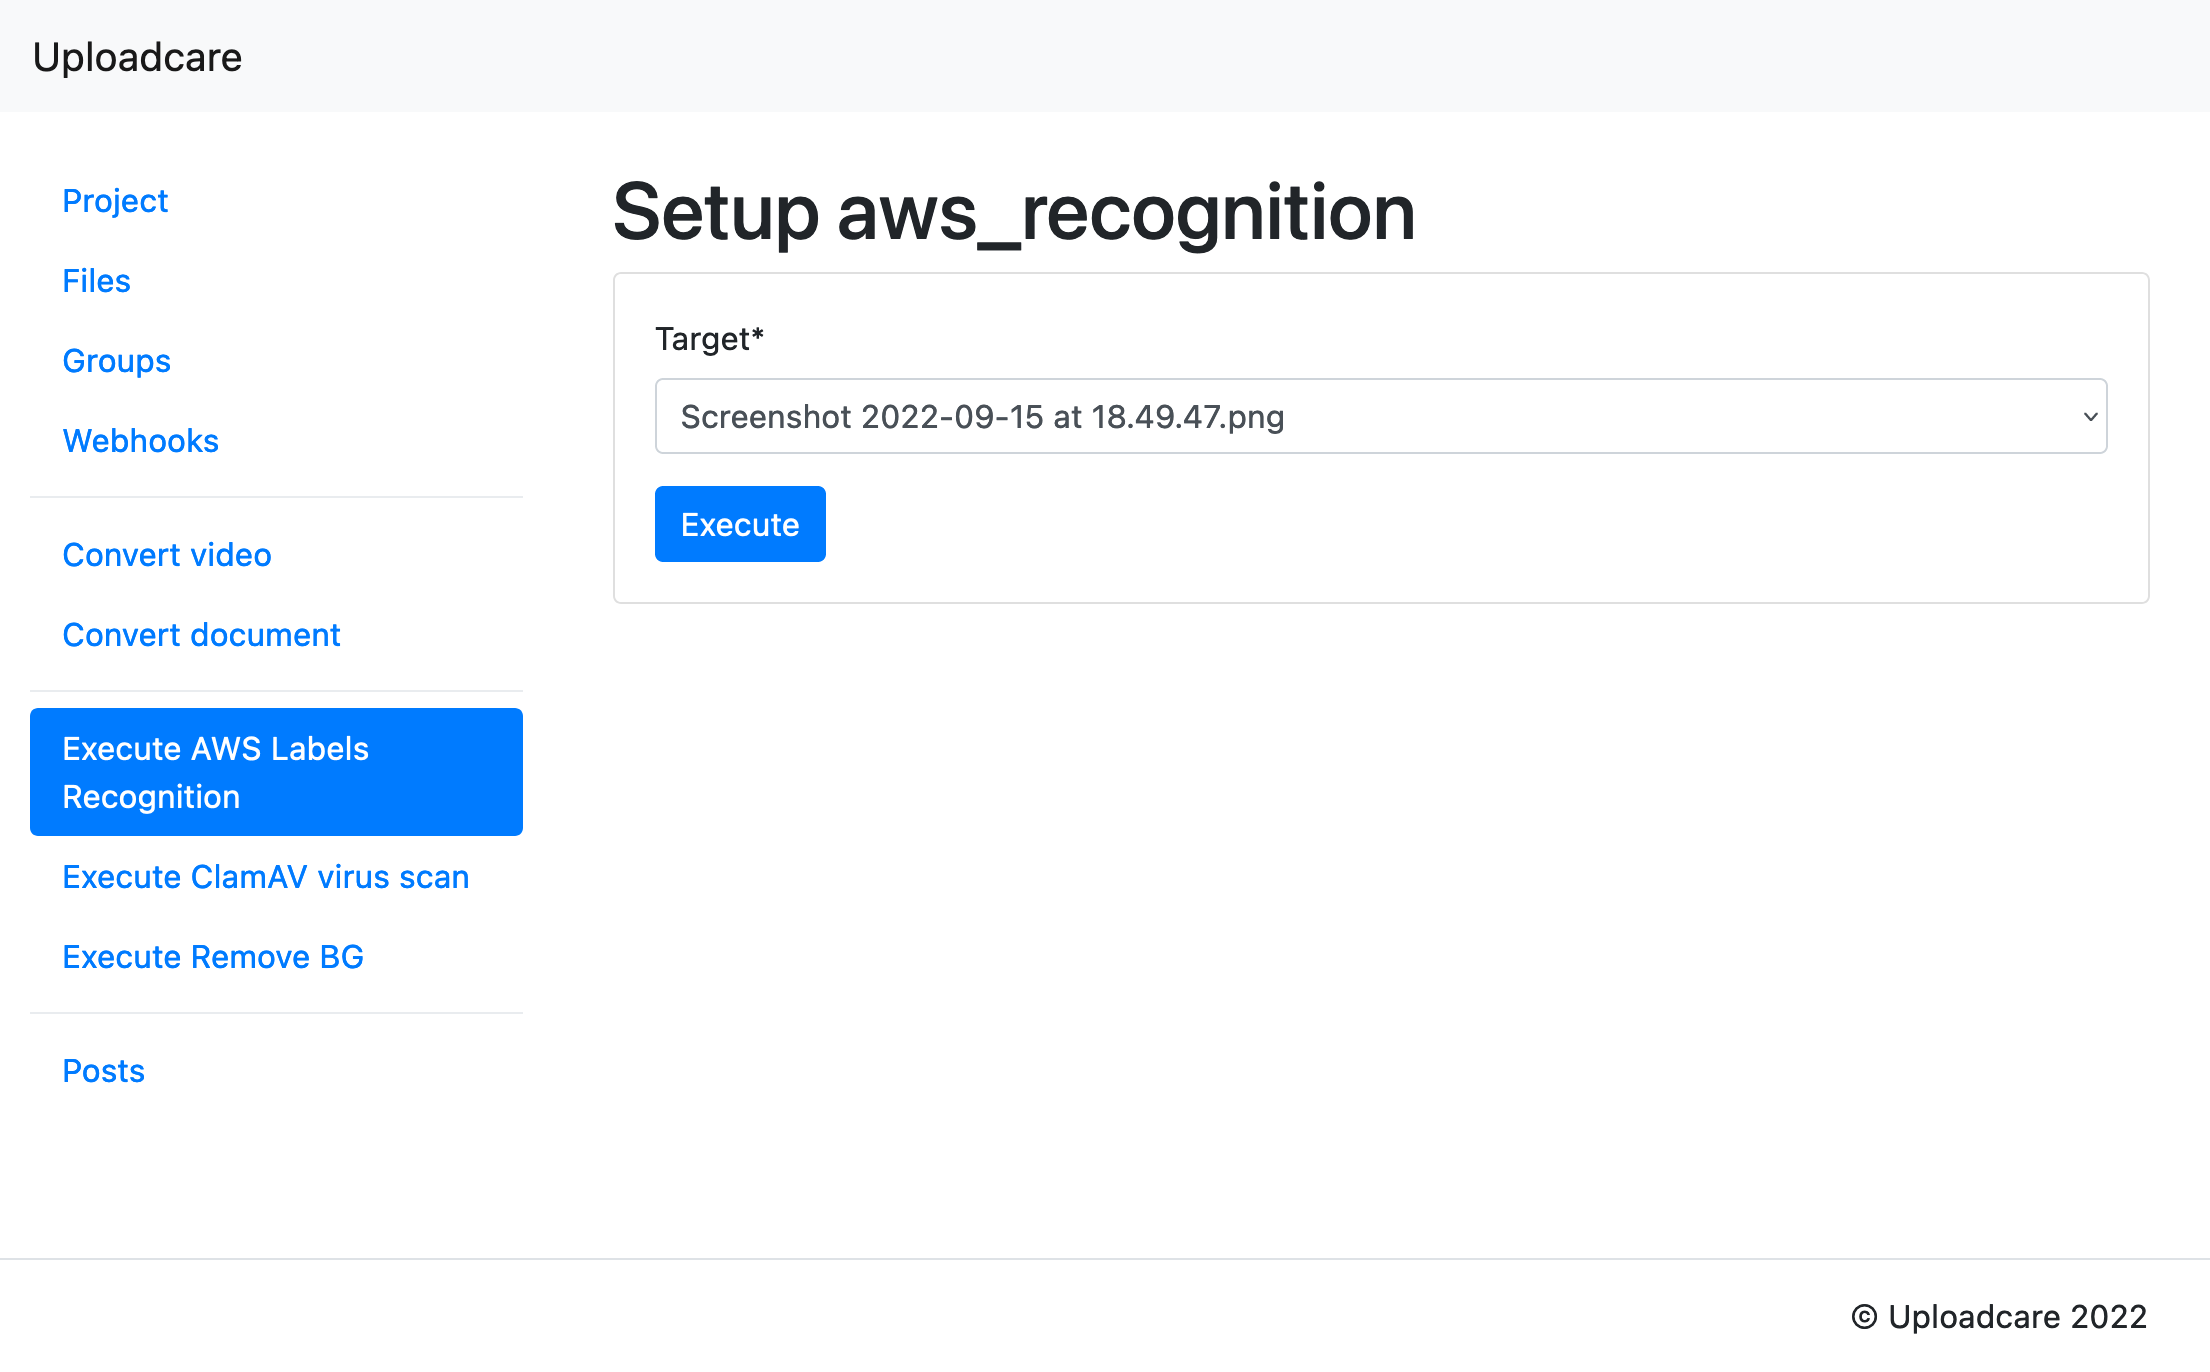 Uploadcare
Project
Files
Groups
Webhooks
Convert video
Convert document
Execute AWS Labels
Recognition
Execute ClamAV virus scan
Execute Remove BG
Posts
Setup aws_recognition
Target*
Screenshot 2022-09-15 at 18.49.47.png
Execute
© Uploadcare 2022